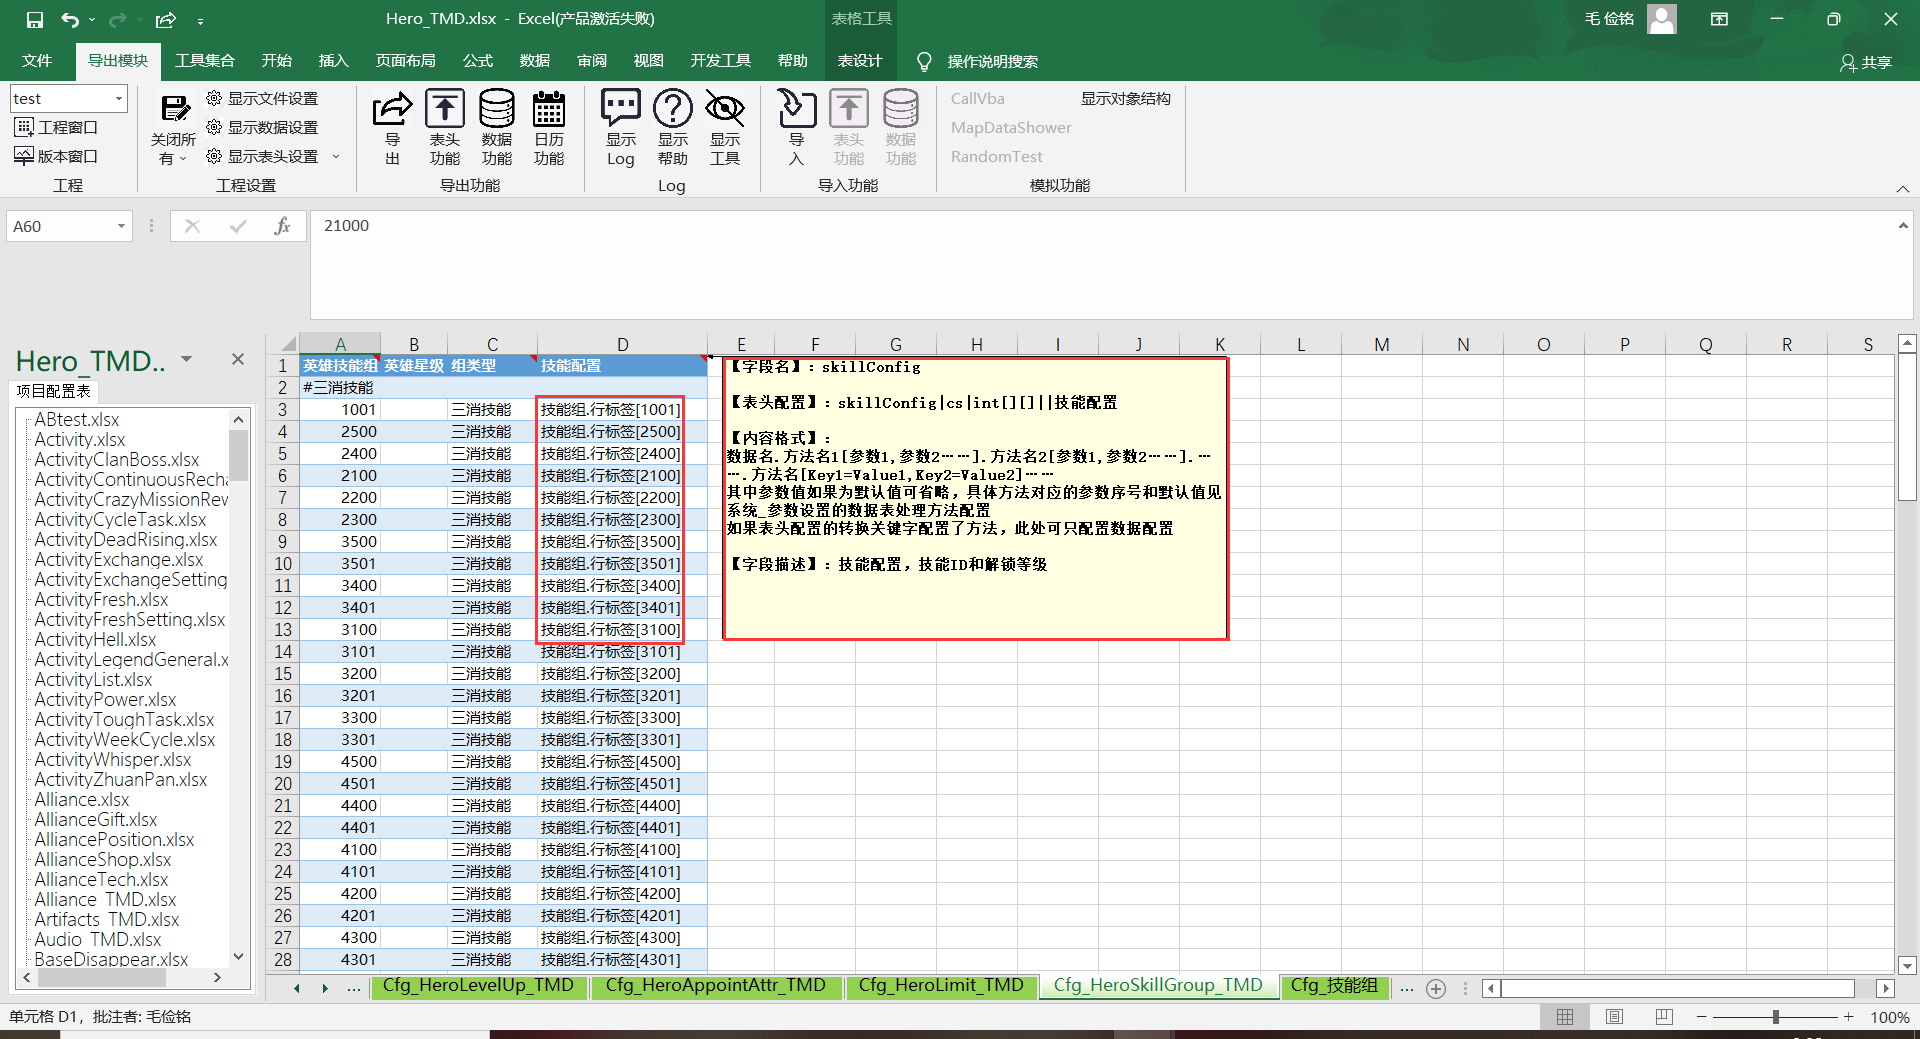 Hero_TMD.xlsx - Excel(产品激活失败)
表格工具
毛 俭铭
文件 导出模块 工具集合 开始 插入 页面布局 公式 数据 审阅 视图 开发工具 帮助 表设计 操作说明搜索 共享
test
工程窗口
版本窗口
工程
关闭所有
显示文件设置
显示数据设置
显示表头设置
工程设置
导出
表头功能
数据功能
日历功能
导出功能
显示Log
显示帮助
显示工具
Log
导入
表头功能
数据功能
导入功能
CallVba 显示对象结构
MapDataShower
RandomTest
模拟功能
A60 fx 21000
Hero_TMD..
项目配置表
ABtest.xlsx
Activity.xlsx
ActivityClanBoss.xlsx
ActivityContinuousRecha
ActivityCrazyMissionRev
ActivityCycleTask.xlsx
ActivityDeadRising.xlsx
ActivityExchange.xlsx
ActivityExchangeSetting
ActivityFresh.xlsx
ActivityFreshSetting.xlsx
ActivityHell.xlsx
ActivityLegendGeneral.x
ActivityList.xlsx
ActivityPower.xlsx
ActivityToughTask.xlsx
ActivityWeekCycle.xlsx
ActivityWhisper.xlsx
ActivityZhuanPan.xlsx
Alliance.xlsx
AllianceGift.xlsx
AlliancePosition.xlsx
AllianceShop.xlsx
AllianceTech.xlsx
Alliance TMD.xlsx
Artifacts TMD.xlsx
Audio TMD.xlsx
BaseDisappear.xlsx
A B C D E F G H I J K L M N O P Q R S
1 英雄技能组 英雄星级 组类型 技能配置
2 #三消技能
3 1001 三消技能 技能组.行标签[1001]
4 2500 三消技能 技能组.行标签[2500]
5 2400 三消技能 技能组.行标签[2400]
6 2100 三消技能 技能组.行标签[2100]
7 2200 三消技能 技能组.行标签[2200]
8 2300 三消技能 技能组.行标签[2300]
9 3500 三消技能 技能组.行标签[3500]
10 3501 三消技能 技能组.行标签[3501]
11 3400 三消技能 技能组.行标签[3400]
12 3401 三消技能 技能组.行标签[3401]
13 3100 三消技能 技能组.行标签[3100]
14 3101 三消技能 技能组.行标签[3101]
15 3200 三消技能 技能组.行标签[3200]
16 3201 三消技能 技能组.行标签[3201]
17 3300 三消技能 技能组.行标签[3300]
18 3301 三消技能 技能组.行标签[3301]
19 4500 三消技能 技能组.行标签[4500]
20 4501 三消技能 技能组.行标签[4501]
21 4400 三消技能 技能组.行标签[4400]
22 4401 三消技能 技能组.行标签[4401]
23 4100 三消技能 技能组.行标签[4100]
24 4101 三消技能 技能组.行标签[4101]
25 4200 三消技能 技能组.行标签[4200]
26 4201 三消技能 技能组.行标签[4201]
27 4300 三消技能 技能组.行标签[4300]
28 4301 三消技能 技能组.行标签[4301]
【字段名】:skillConfig
【表头配置】:skillConfig|cs|int[][]||技能配置
【内容格式】:
数据名.方法名1[参数1,参数2……].方法名2[参数1,参数2……].…
….方法名[Key1=Value1,Key2=Value2]……
其中参数值如果为默认值可省略,具体方法对应的参数序号和默认值见
系统_参数设置的数据表处理方法配置
如果表头配置的转换关键字配置了方法,此处可只配置数据配置
【字段描述】:技能配置,技能ID和解锁等级
... Cfg_HeroLevelUp_TMD Cfg_HeroAppointAttr_TMD Cfg_HeroLimit_TMD Cfg_HeroSkillGroup_TMD Cfg_技能组 ...
单元格 D1,批注者: 毛俭铭
100%